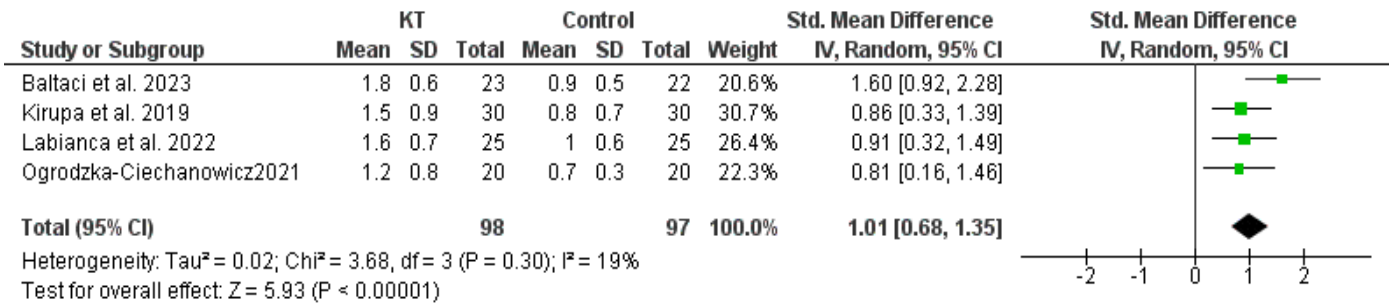 KT Control Std. Mean Difference Std. Mean Difference
Study or Subgroup Mean SD Total Mean SD Total Weight IV, Random, 95% CI IV, Random, 95% CI
Baltaci et al. 2023 1.8 0.6 23 0.9 0.5 22 20.6% 1.60 [0.92, 2.28]
Kirupa et al. 2019 1.5 0.9 30 0.8 0.7 30 30.7% 0.86 [0.33, 1.39]
Labianca et al. 2022 1.6 0.7 25 1 0.6 25 26.4% 0.91 [0.32, 1.49]
Ogrodzka-Ciechanowicz2021 1.2 0.8 20 0.7 0.3 20 22.3% 0.81 [0.16, 1.46]
Total (95% CI) 98 97 100.0% 1.01 [0.68, 1.35]
Heterogeneity: Tau² = 0.02; Chi² = 3.68, df = 3 (P = 0.30); I² = 19%
Test for overall effect: Z = 5.93 (P < 0.00001)
-2 -1 0 1 2